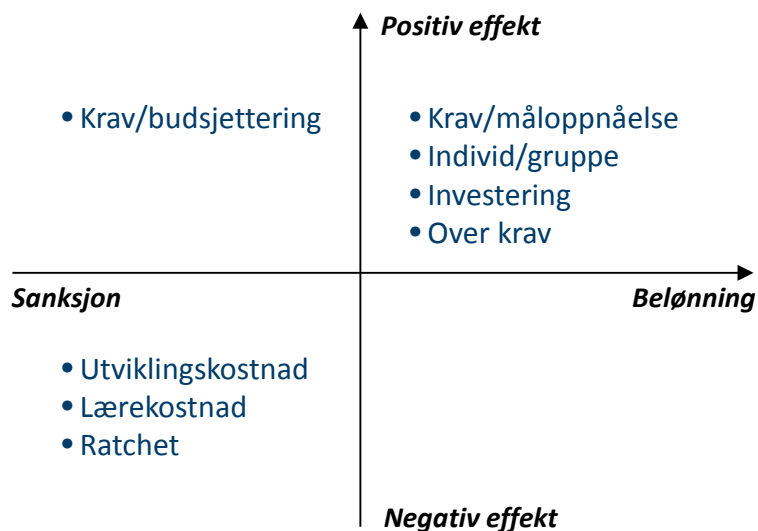 Positiv effekt
• Krav/budsjettering
• Krav/måloppnåelse
• Individ/gruppe
• Investering
• Over krav
Sanksjon
Belønning
• Utviklingskostnad
• Lærekostnad
• Ratchet
Negativ effekt